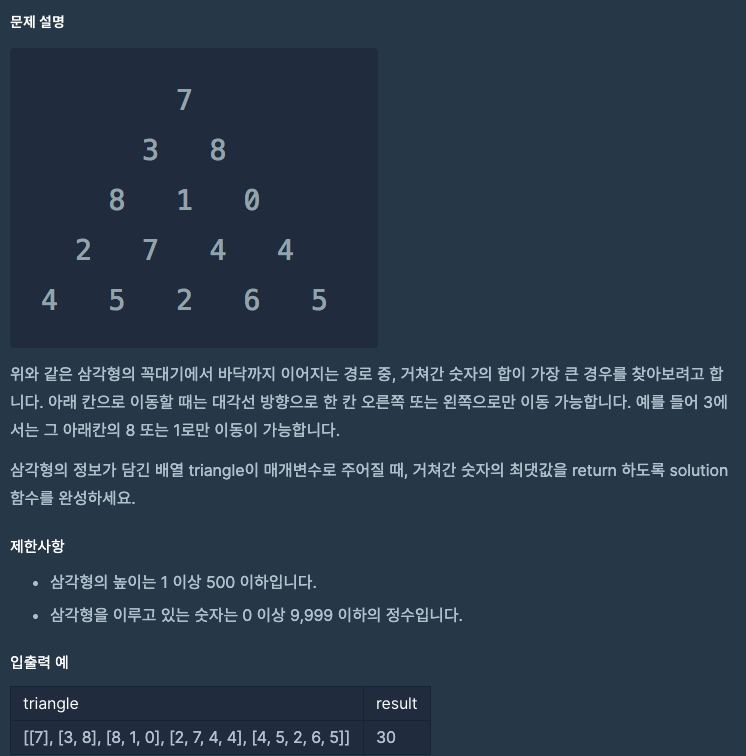 문제 설명
7
3 8
8 1 0
2 7 4 4
4 5 2 6 5
위와 같은 삼각형의 꼭대기에서 바닥까지 이어지는 경로 중, 거쳐간 숫자의 합이 가장 큰 경우를 찾아보려고 합
니다. 아래 칸으로 이동할 때는 대각선 방향으로 한 칸 오른쪽 또는 왼쪽으로만 이동 가능합니다. 예를 들어 3에
서는 그 아래칸의 8 또는 1로만 이동이 가능합니다.
삼각형의 정보가 담긴 배열 triangle이 매개변수로 주어질 때, 거쳐간 숫자의 최댓값을 return 하도록 solution
함수를 완성하세요.
제한사항
• 삼각형의 높이는 1 이상 500 이하입니다.
• 삼각형을 이루고 있는 숫자는 0 이상 9,999 이하의 정수입니다.
입출력 예
triangle result
[[7], [3, 8], [8, 1, 0], [2, 7, 4, 4], [4, 5, 2, 6, 5]] 30